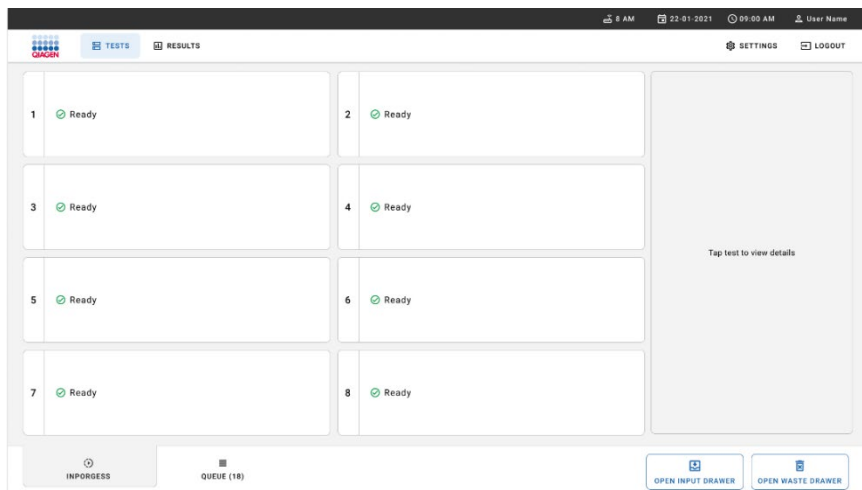 8 AM 22-01-2021 09:00 AM User Name
QIAGEN TESTS RESULTS SETTINGS LOGOUT
1 Ready
2 Ready
3 Ready
4 Ready
Tap test to view details
5 Ready
6 Ready
7 Ready
8 Ready
INPORGESS
QUEUE (18)
OPEN INPUT DRAWER
OPEN WASTE DRAWER